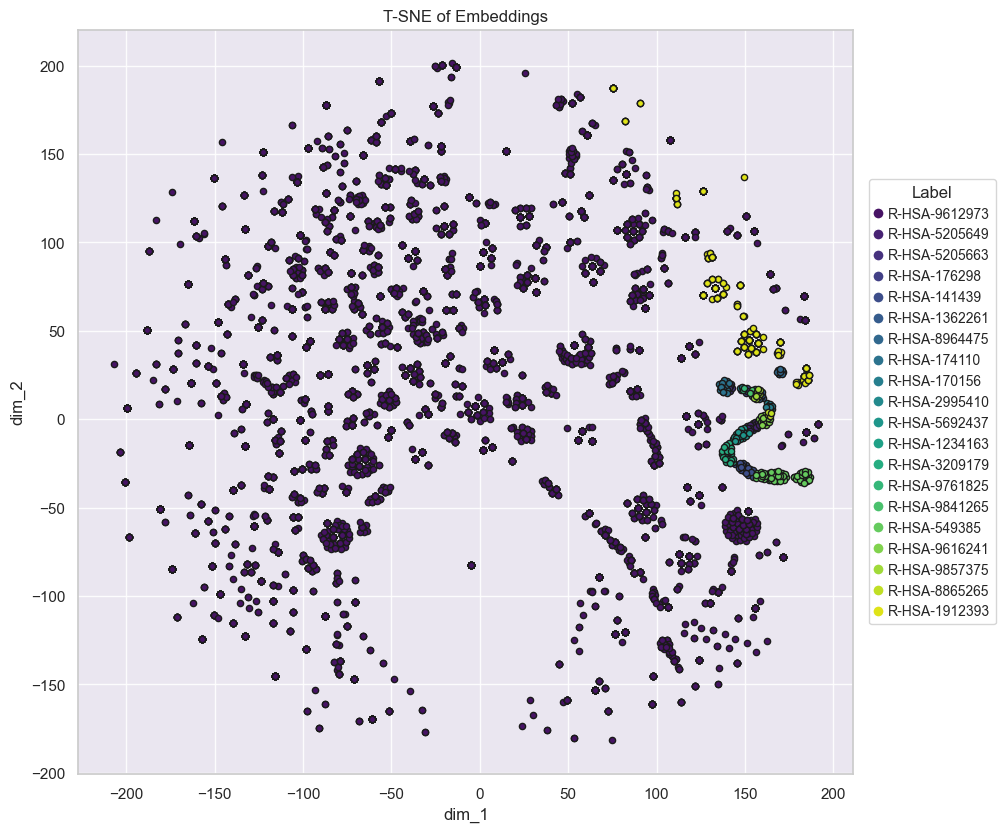 T-SNE of Embeddings
200
150
100
50
0
−50
−100
−150
−200
dim_2
−200
−150
−100
−50
0
50
100
150
200
dim_1
Label
R-HSA-9612973
R-HSA-5205649
R-HSA-5205663
R-HSA-176298
R-HSA-141439
R-HSA-1362261
R-HSA-8964475
R-HSA-174110
R-HSA-170156
R-HSA-2995410
R-HSA-5692437
R-HSA-1234163
R-HSA-3209179
R-HSA-9761825
R-HSA-9841265
R-HSA-549385
R-HSA-9616241
R-HSA-9857375
R-HSA-8865265
R-HSA-1912393